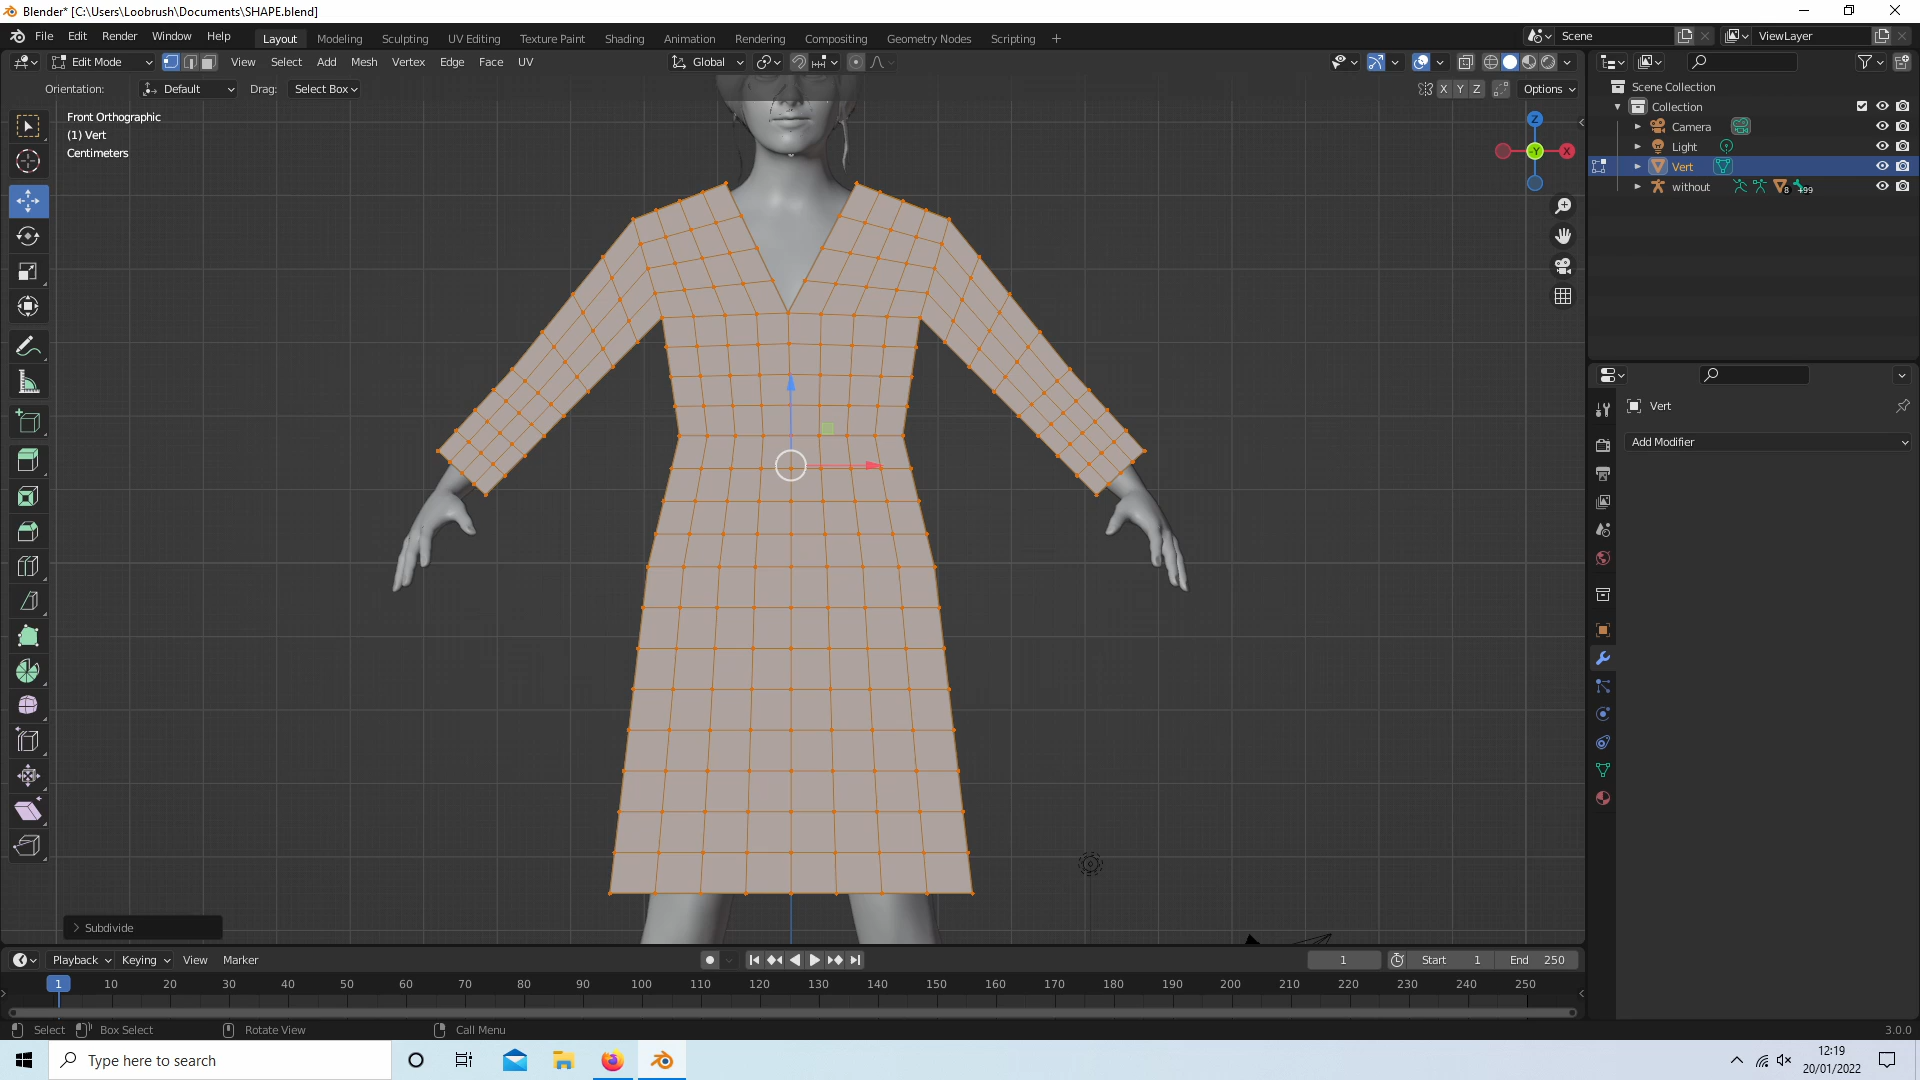 Blender* [C:\Users\Loobrush\Documents\SHAPE.blend]
File Edit Render Window Help Layout Modeling Sculpting UV Editing Texture Paint Shading Animation Rendering Compositing Geometry Nodes Scripting + Scene ViewLayer
Edit Mode View Select Add Mesh Vertex Edge Face UV Global
Orientation: Default Drag: Select Box X Y Z Options
Front Orthographic
(1) Vert
Centimeters
Z
-Y X
Scene Collection
Collection
Camera
Light
Vert
without 8 +99
Vert
Add Modifier
Subdivide
Playback Keying View Marker 1 Start 1 End 250
1 10 20 30 40 50 60 70 80 90 100 110 120 130 140 150 160 170 180 190 200 210 220 230 240 250
Select Box Select Rotate View Call Menu 3.0.0
Type here to search
12:19
20/01/2022